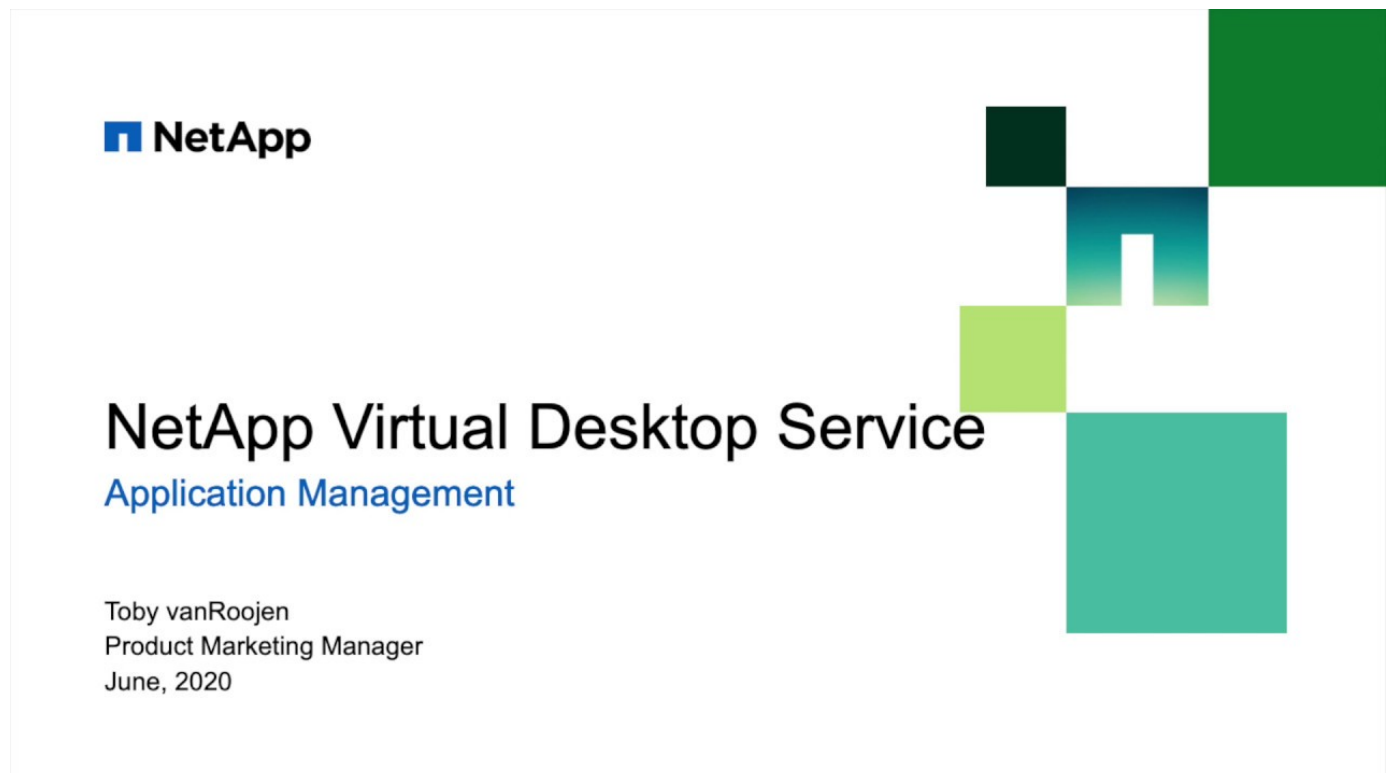 NetApp
NetApp Virtual Desktop Service
Application Management
Toby vanRoojen
Product Marketing Manager
June, 2020